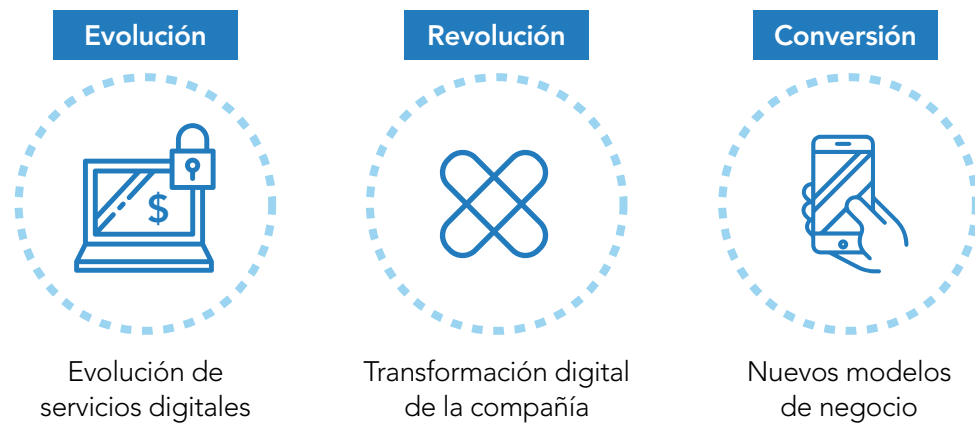 Evolución
Revolución
Conversión
$
Evolución de
servicios digitales
Transformación digital
de la compañía
Nuevos modelos
de negocio